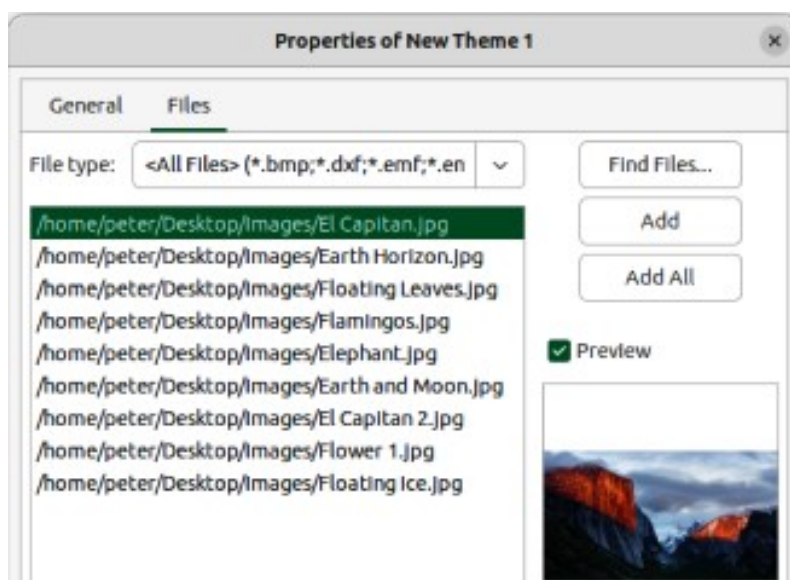 Properties of New Theme 1
General Files
File type: <All Files> (*.bmp;*.dxf;*.emf;*.en
Find Files...
Add
Add All
/home/peter/Desktop/Images/El Capitan.jpg
/home/peter/Desktop/Images/Earth Horizon.jpg
/home/peter/Desktop/Images/Floating Leaves.jpg
/home/peter/Desktop/Images/Flamingos.jpg
/home/peter/Desktop/Images/Elephant.jpg
/home/peter/Desktop/Images/Earth and Moon.jpg
/home/peter/Desktop/Images/El Capitan 2.jpg
/home/peter/Desktop/Images/Flower 1.jpg
/home/peter/Desktop/Images/Floating Ice.jpg
Preview